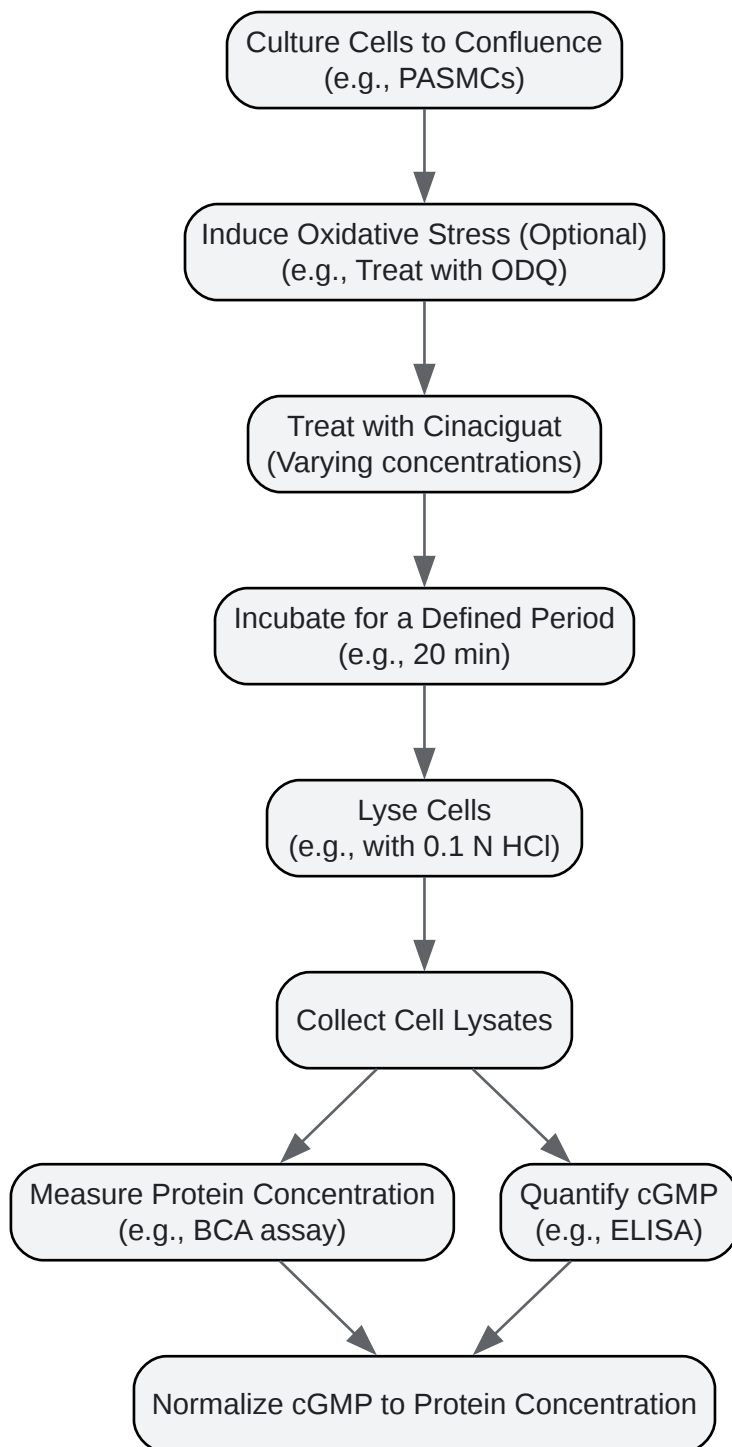 Culture Cells to Confluence
(e.g., PASMCs)
Induce Oxidative Stress (Optional)
(e.g., Treat with ODQ)
Treat with Cinaciguat
(Varying concentrations)
Incubate for a Defined Period
(e.g., 20 min)
Lyse Cells
(e.g., with 0.1 N HCl)
Collect Cell Lysates
Measure Protein Concentration
(e.g., BCA assay)
Quantify cGMP
(e.g., ELISA)
Normalize cGMP to Protein Concentration